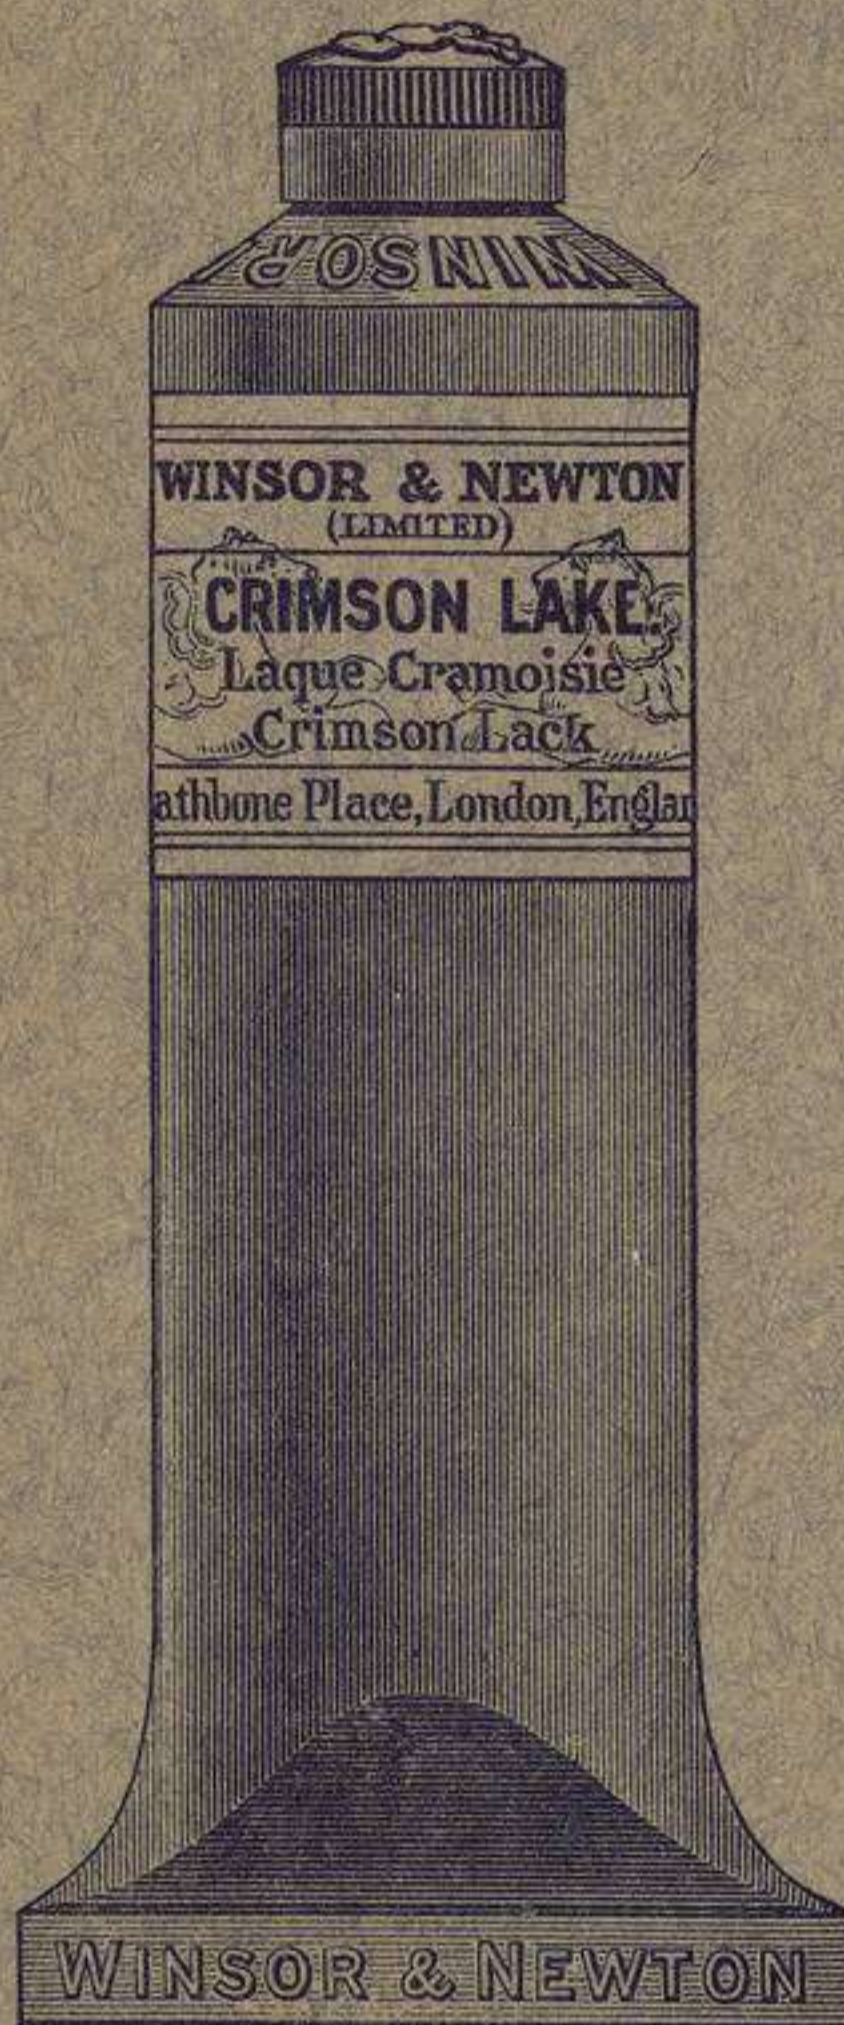 WINSOR
WINSOR & NEWTON
(LIMITED)
CRIMSON LAKE.
Laque Cramoisie
Crimson Lack
athbone Place, London, Englan
WINSOR & NEWTON